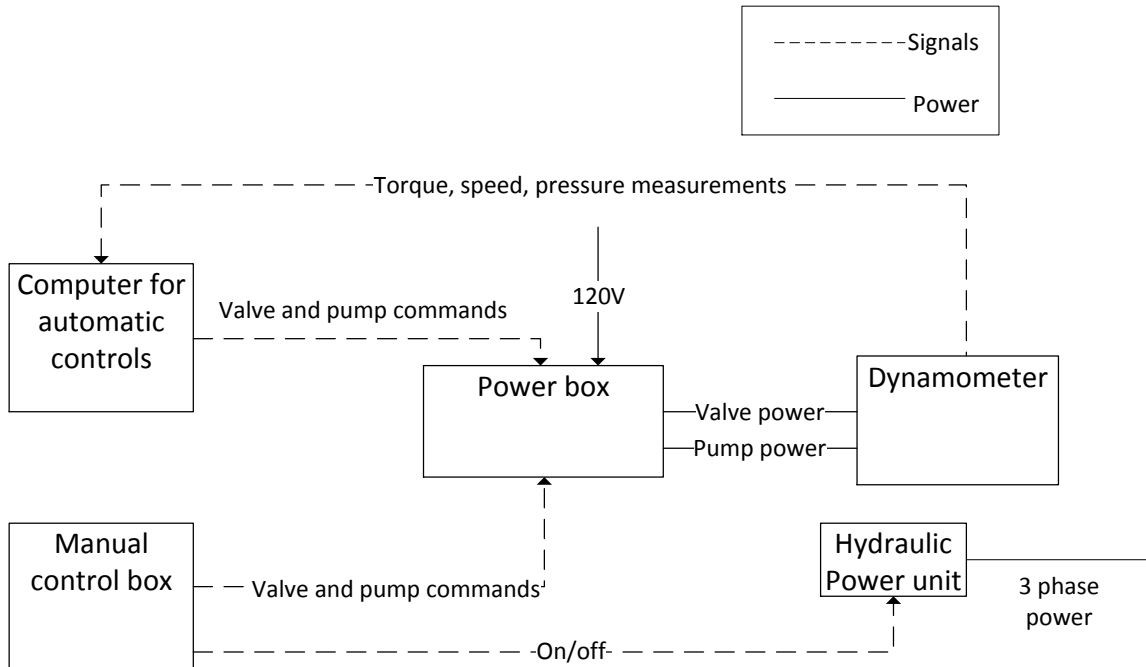 Signals
Power
Torque, speed, pressure measurements
Computer for
automatic
controls
Valve and pump commands
120V
Power box
Dynamometer
Valve power
Pump power
Manual
control box
Valve and pump commands
Hydraulic
Power unit
3 phase
power
On/off